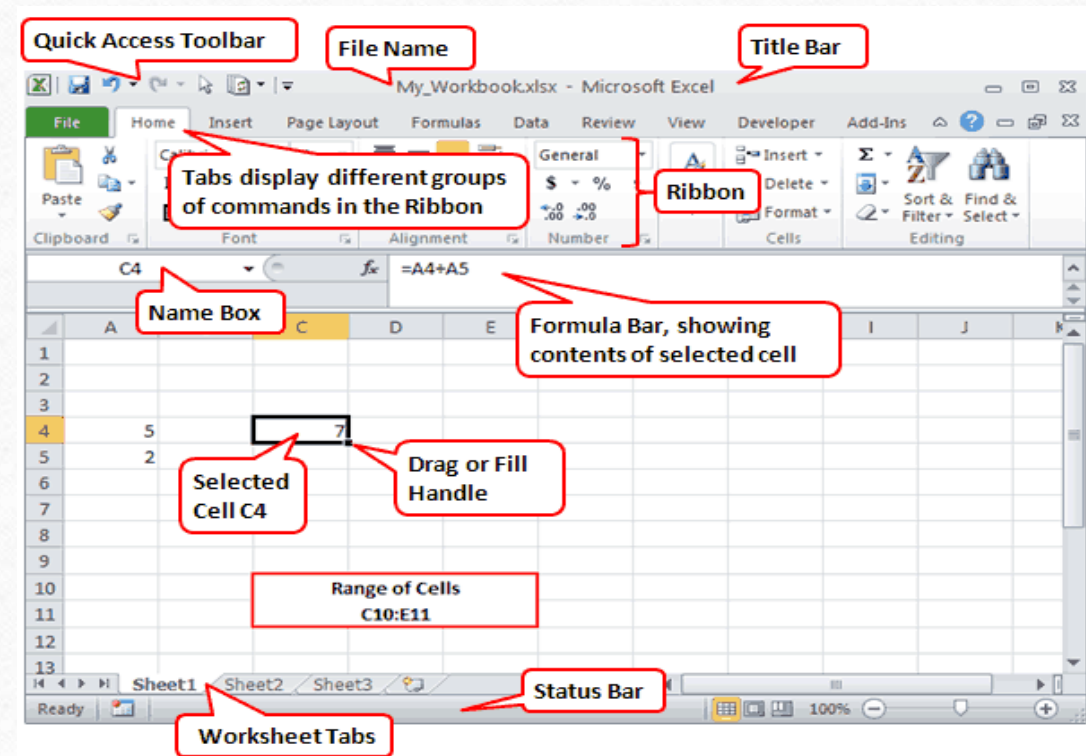 Quick Access Toolbar
File Name
Title Bar
My_Workbook.xlsx - Microsoft Excel
File Home Insert Page Layout Formulas Data Review View Developer Add-Ins
General
Insert
Σ
Tabs display different groups
of commands in the Ribbon
Ribbon
Paste
$ %
Delete
Sort & Find &
.00 .00
Format
Filter Select
Clipboard Font Alignment Number Cells Editing
C4 fx =A4+A5
Name Box
Formula Bar, showing
contents of selected cell
A C D E I J K
1
2
3
4 5 7
5 2
Selected
Cell C4
Drag or Fill
Handle
6
7
8
9
10 Range of Cells
11 C10:E11
12
13
Sheet1 Sheet2 Sheet3
Status Bar
Ready 100%
Worksheet Tabs